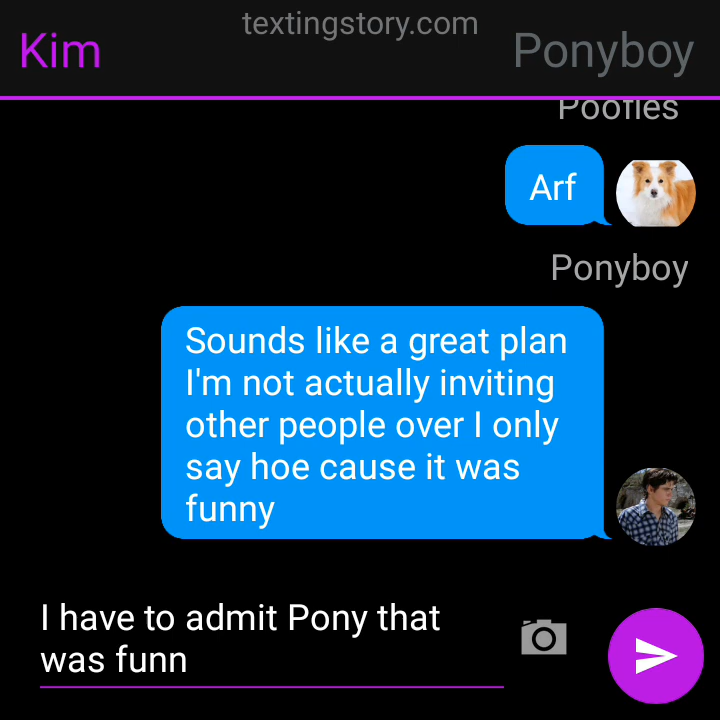 textingstory.com
Kim
Ponyboy
Poofles
Arf
Ponyboy
Sounds like a great plan
I'm not actually inviting
other people over I only
say hoe cause it was
funny
I have to admit Pony that
was funn